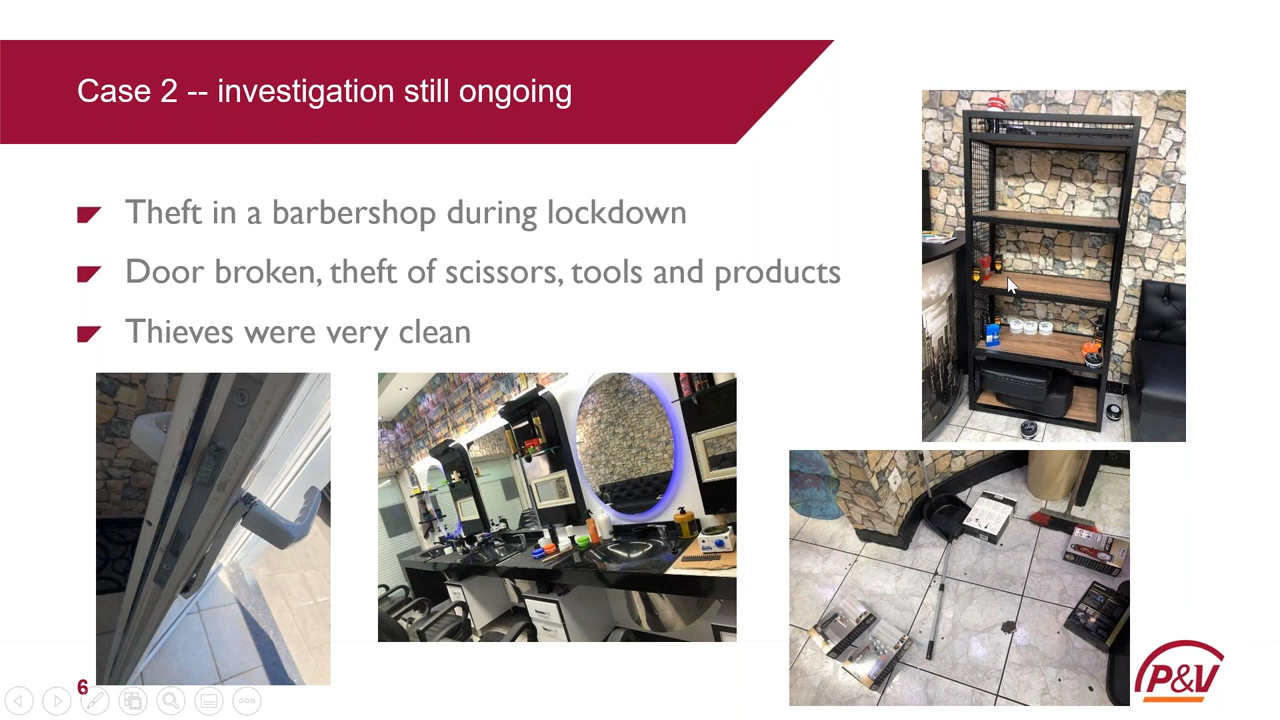 Case 2 -- investigation still ongoing
Theft in a barbershop during lockdown
Door broken, theft of scissors, tools and products
Thieves were very clean
6
P&V